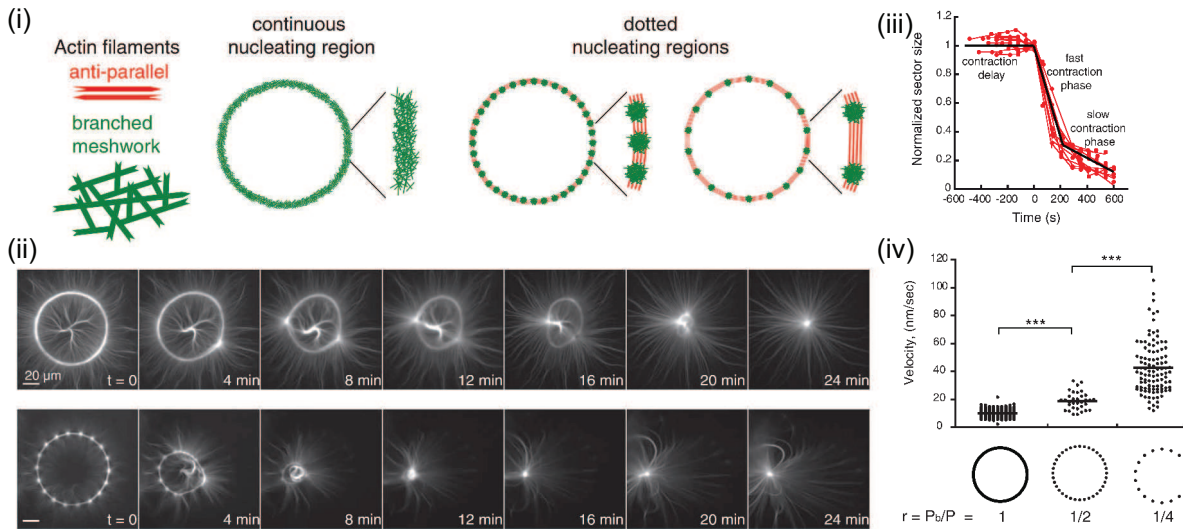 (i)
Actin filaments
anti-parallel
branched
meshwork
continuous
nucleating region
dotted
nucleating regions
(ii)
20 µm
t = 0
4 min
8 min
12 min
16 min
20 min
24 min
t = 0
4 min
8 min
12 min
16 min
20 min
24 min
(iii)
Normalized sector size
1.2
1
0.8
0.6
0.4
0.2
0
contraction
delay
fast
contraction
phase
slow
contraction
phase
-600 -400 -200 0 200 400 600
Time (s)
(iv)
Velocity, (nm/sec)
120
100
80
60
40
20
0
***
***
r = Pb/P = 1 1/2 1/4